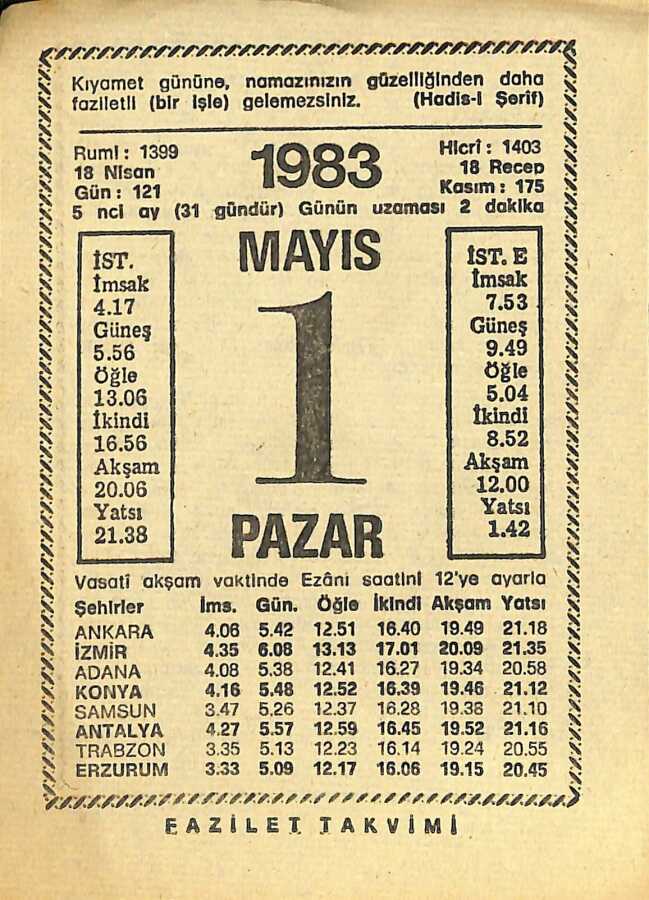 Kıyamet gününe, namazınızın güzelliğinden daha
faziletli (bir işle) gelemezsiniz. (Hadis-i Şerif)
Rumî: 1399
18 Nisan
Gün: 121
1983
Hicrî: 1403
18 Recep
Kasım: 175
5 nci ay (31 gündür) Günün uzaması 2 dakika
İST.
İmsak
4.17
Güneş
5.56
Öğle
13.06
İkindi
16.56
Akşam
20.06
Yatsı
21.38
MAYIS
1
PAZAR
İST. E
İmsak
7.53
Güneş
9.49
Öğle
5.04
İkindi
8.52
Akşam
12.00
Yatsı
1.42
Vasatî akşam vaktinde Ezânî saatini 12'ye ayarla
Şehirler İms. Gün. Öğle İkindi Akşam Yatsı
ANKARA 4.06 5.42 12.51 16.40 19.49 21.18
İZMİR 4.35 6.08 13.13 17.01 20.09 21.35
ADANA 4.08 5.38 12.41 16.27 19.34 20.58
KONYA 4.16 5.48 12.52 16.39 19.46 21.12
SAMSUN 3.47 5.26 12.37 16.28 19.38 21.10
ANTALYA 4.27 5.57 12.59 16.45 19.52 21.16
TRABZON 3.35 5.13 12.23 16.14 19.24 20.55
ERZURUM 3.33 5.09 12.17 16.06 19.15 20.45
FAZİLET TAKVİMİ